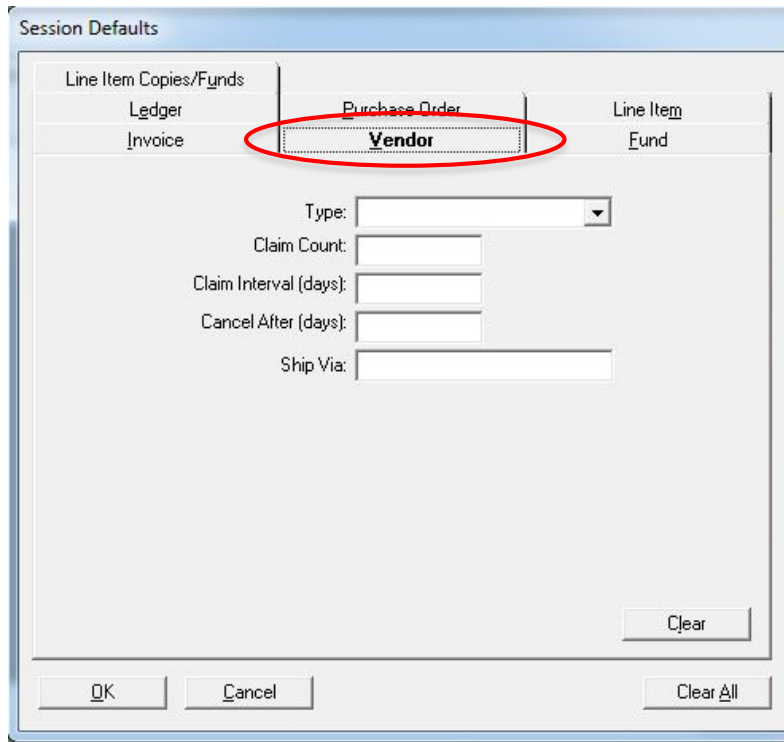 Session Defaults
Line Item Copies/Funds
Ledger Purchase Order Line Item
Invoice Vendor Fund
Type:
Claim Count:
Claim Interval (days):
Cancel After (days):
Ship Via:
Clear
OK Cancel Clear All